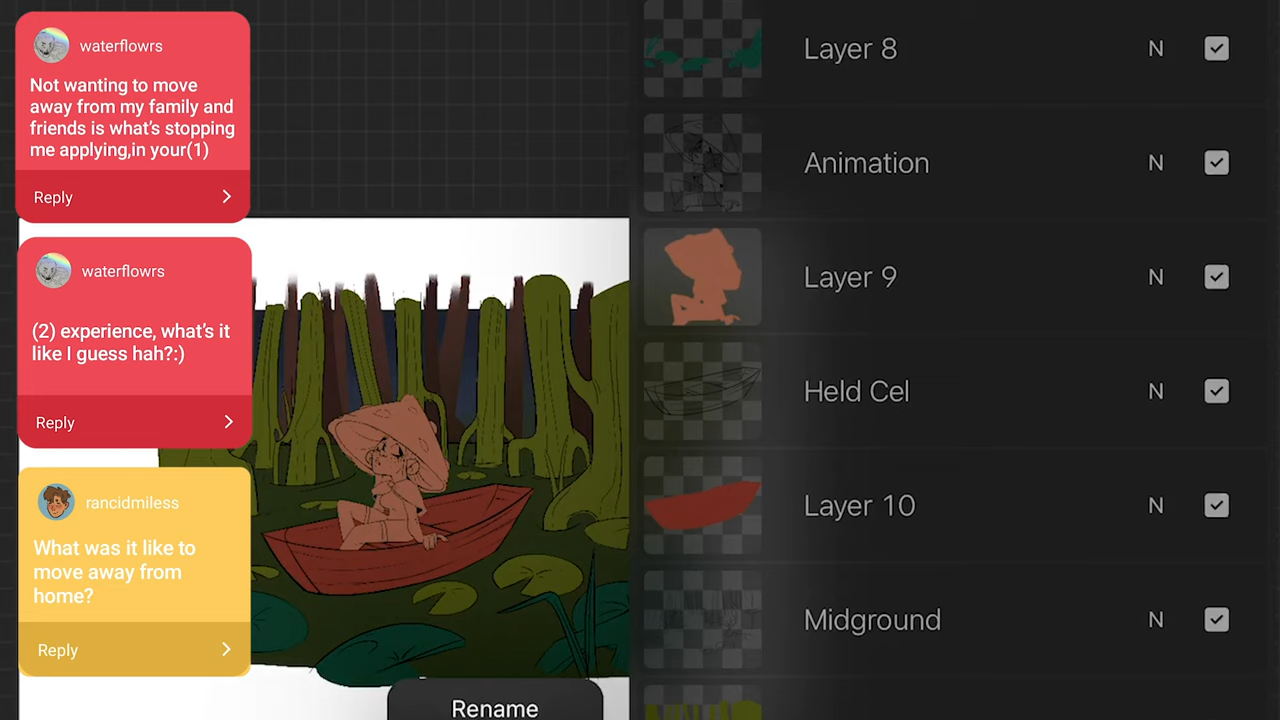 waterflowrs
Not wanting to move
away from my family and
friends is what's stopping
me applying,in your(1)
Reply
waterflowrs
(2) experience, what's it
like I guess hah?:)
Reply
rancidmiless
What was it like to
move away from
home?
Reply
Rename
Layer 8 N
Animation N
Layer 9 N
Held Cel N
Layer 10 N
Midground N